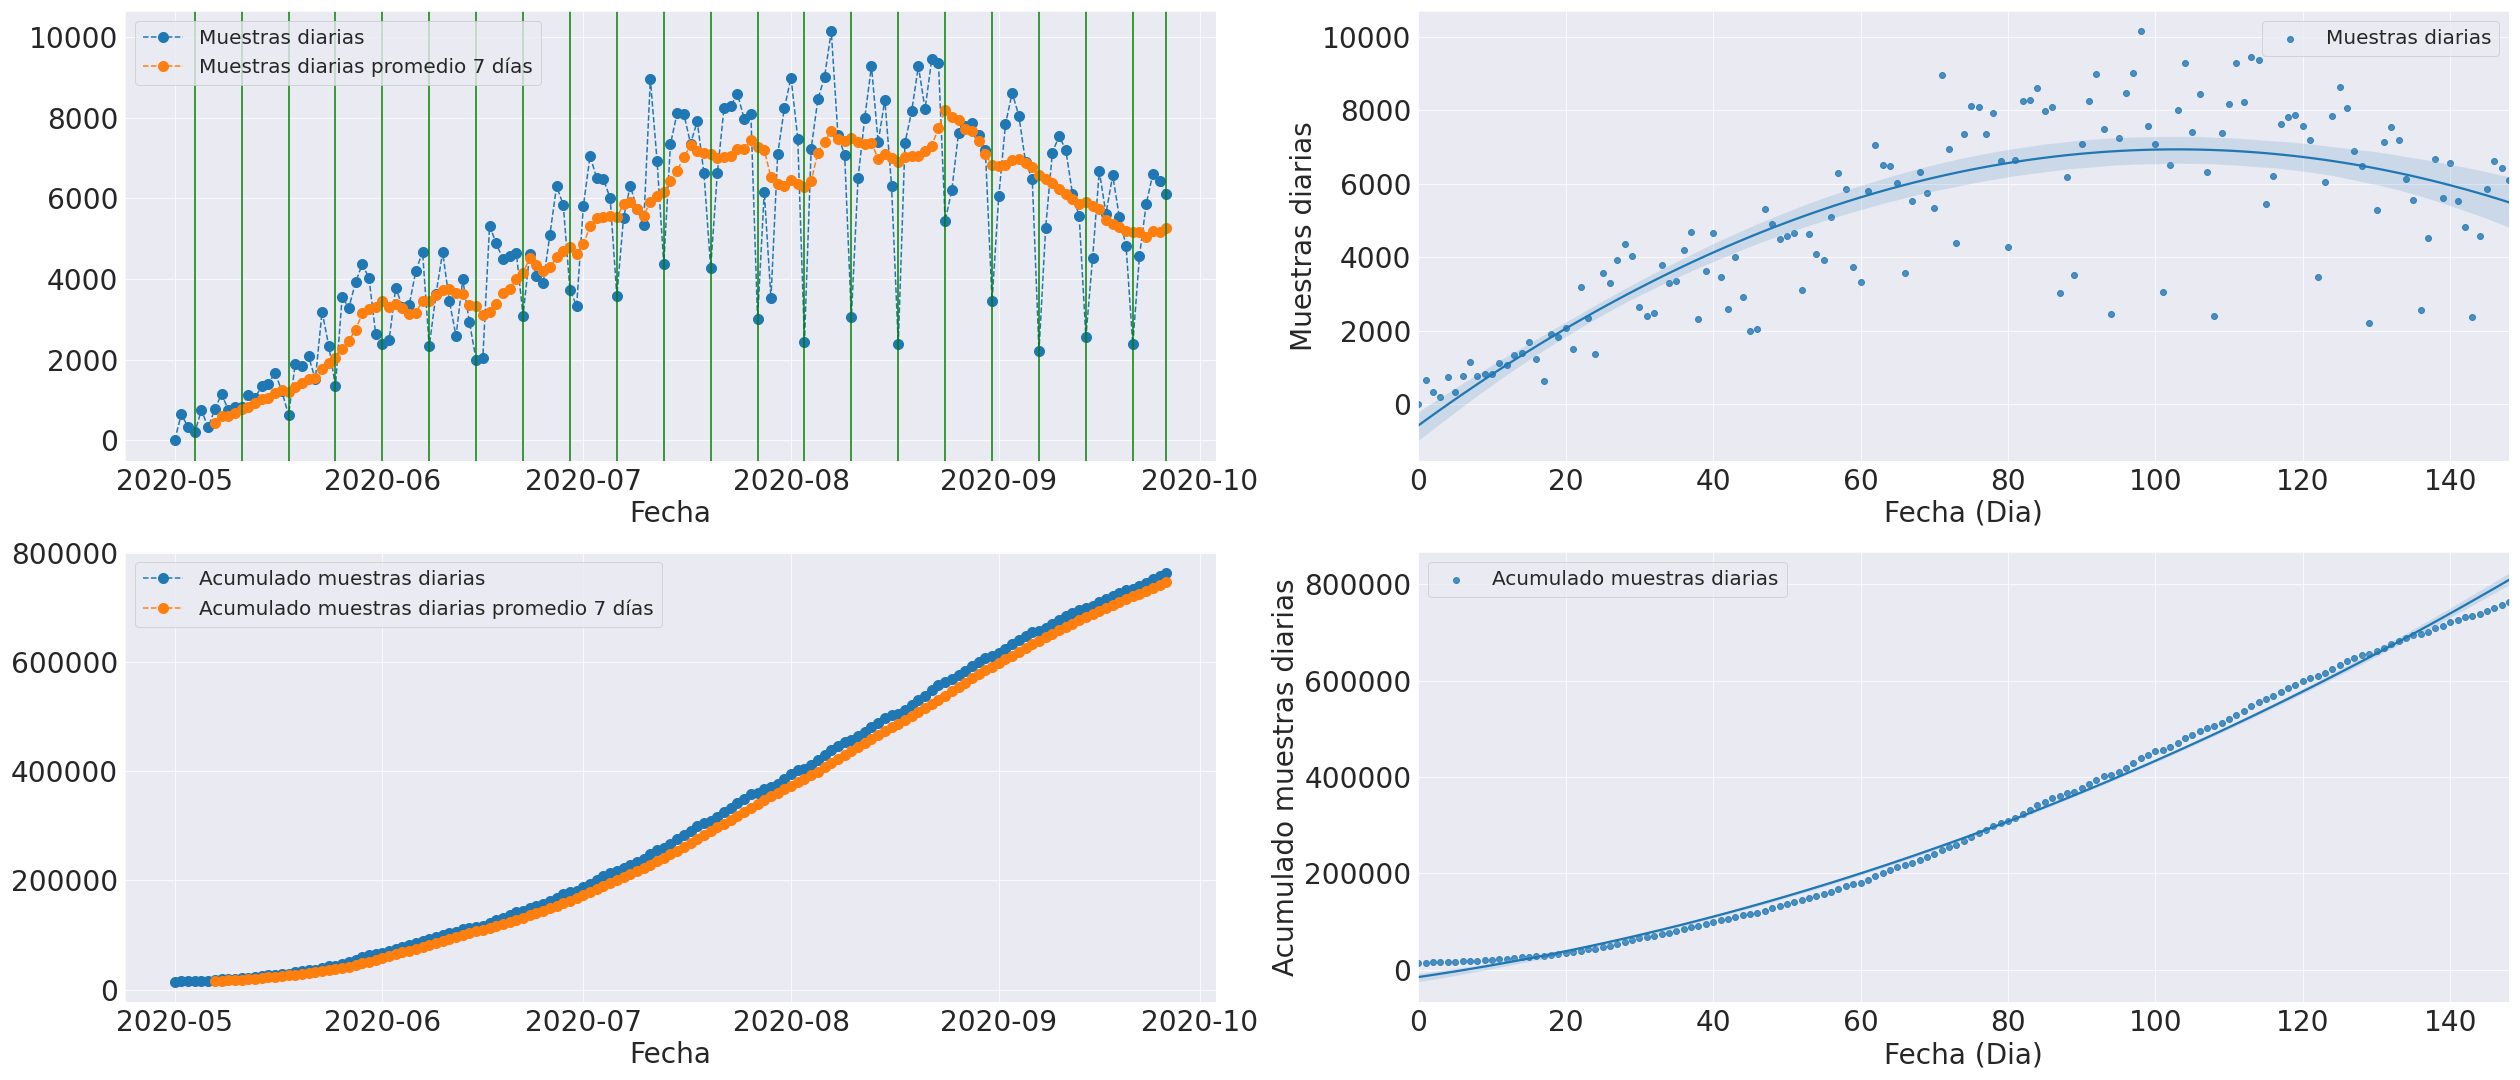 10000
8000
6000
4000
2000
0
Muestras diarias
Muestras diarias promedio 7 días
2020-05 2020-06 2020-07 2020-08 2020-09 2020-10
Fecha
Muestras diarias
10000
8000
6000
4000
2000
0
Muestras diarias
0 20 40 60 80 100 120 140
Fecha (Dia)
800000
600000
400000
200000
0
Acumulado muestras diarias
Acumulado muestras diarias promedio 7 días
2020-05 2020-06 2020-07 2020-08 2020-09 2020-10
Fecha
Acumulado muestras diarias
800000
600000
400000
200000
0
Acumulado muestras diarias
0 20 40 60 80 100 120 140
Fecha (Dia)